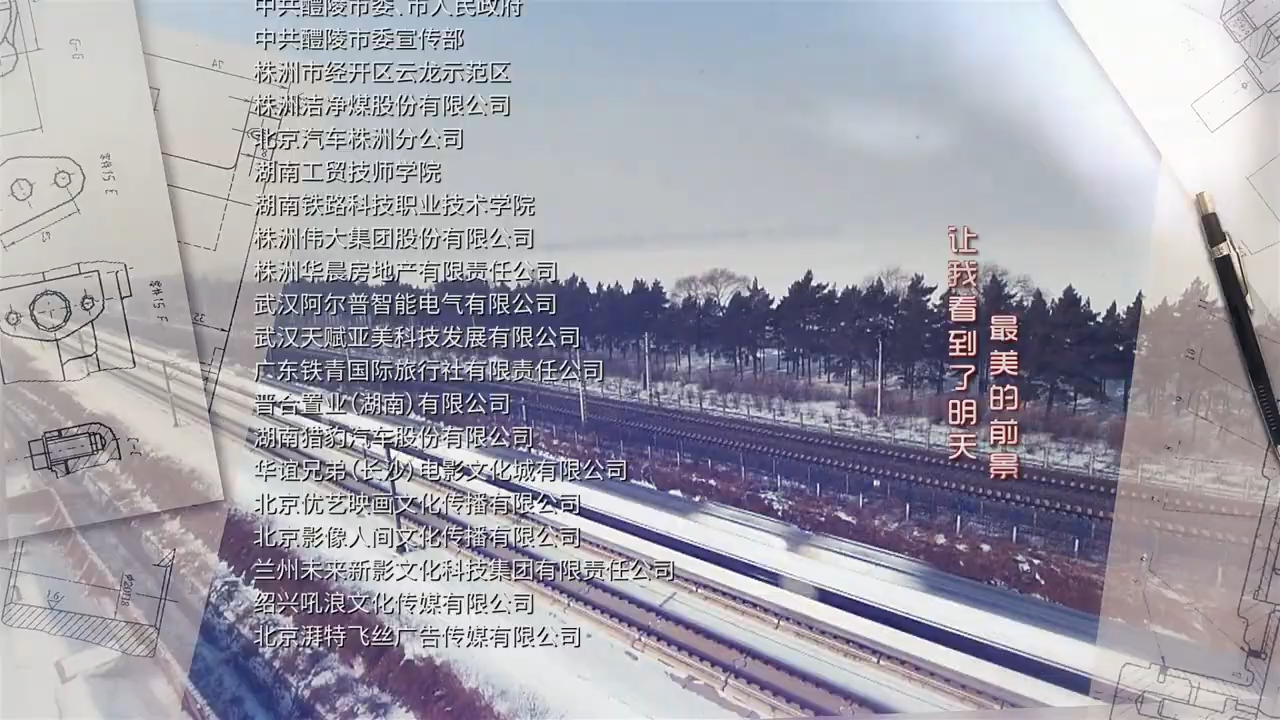 中共醴陵市委、市人民政府
中共醴陵市委宣传部
株洲市经开区云龙示范区
株洲洁净煤股份有限公司
北京汽车株洲分公司
湖南工贸技师学院
湖南铁路科技职业技术学院
株洲伟大集团股份有限公司
株洲华晨房地产有限责任公司
武汉阿尔普智能电气有限公司
武汉天赋亚美科技发展有限公司
广东铁青国际旅行社有限责任公司
晋合置业(湖南)有限公司
湖南猎豹汽车股份有限公司
华谊兄弟(长沙)电影文化城有限公司
北京优艺映画文化传播有限公司
北京影像人间文化传播有限公司
兰州未来新影文化科技集团有限责任公司
绍兴吼浪文化传媒有限公司
北京湃特飞丝广告传媒有限公司
让我看到了明天
最美的前景